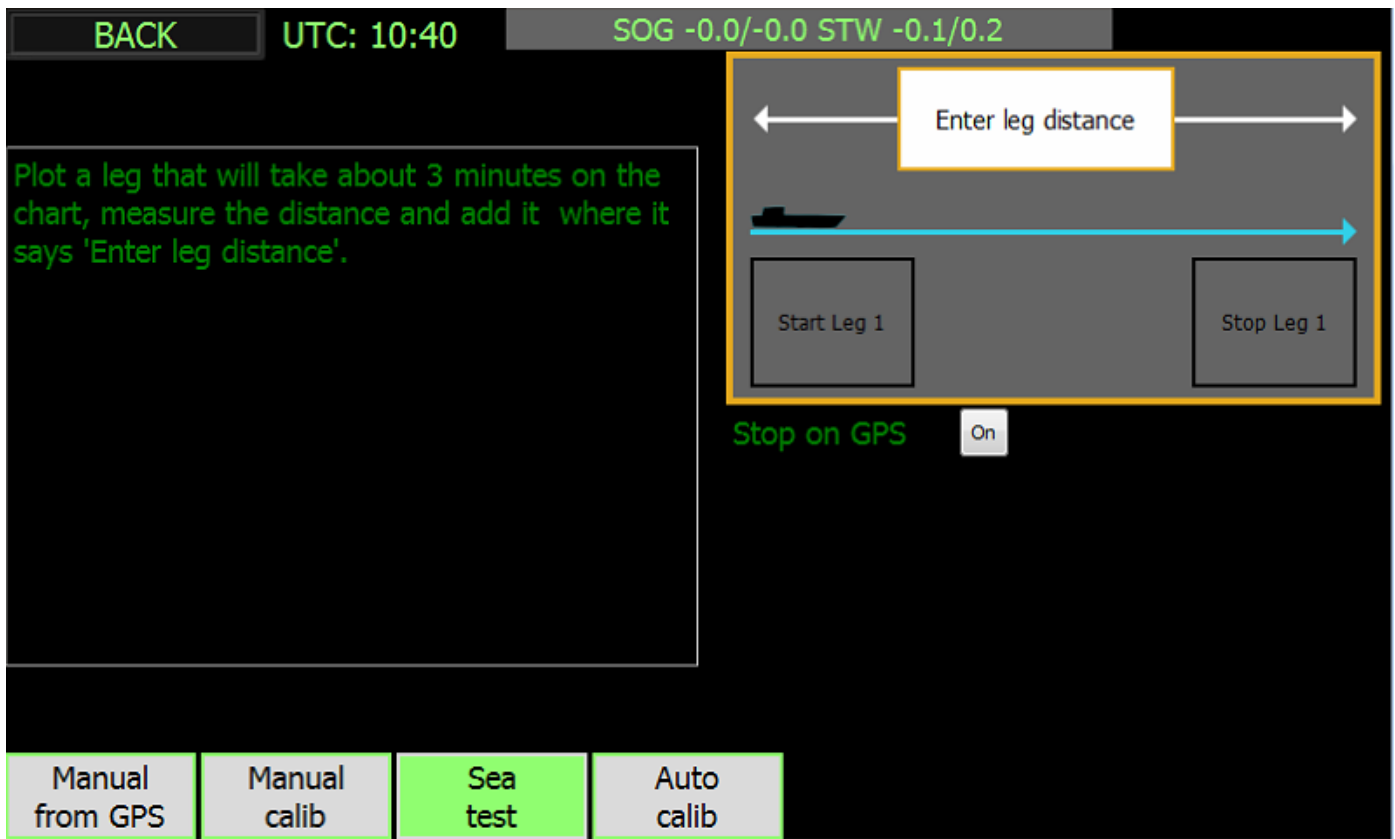 BACK
UTC: 10:40
SOG -0.0/-0.0 STW -0.1/0.2
Enter leg distance
Plot a leg that will take about 3 minutes on the
chart, measure the distance and add it  where it
says 'Enter leg distance'.
Start Leg 1
Stop Leg 1
Stop on GPS
On
Manual
from GPS
Manual
calib
Sea
test
Auto
calib